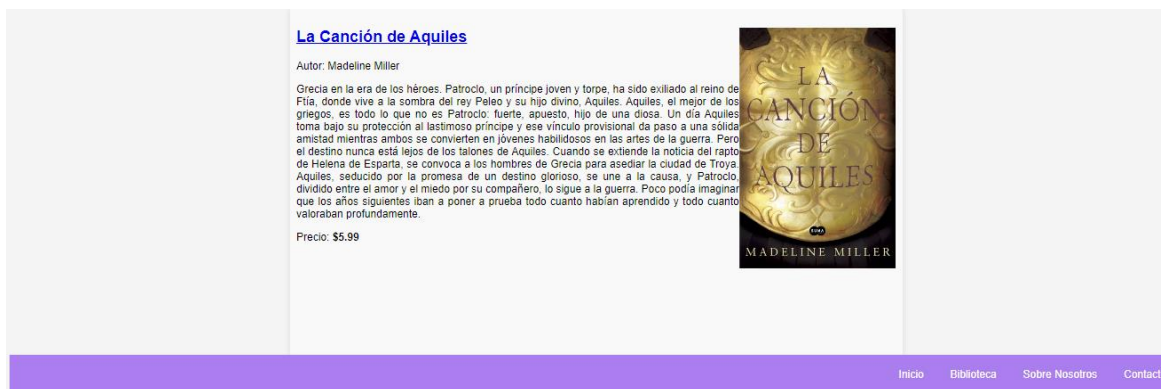 La Canción de Aquiles
Autor: Madeline Miller
Grecia en la era de los héroes. Patroclo, un príncipe joven y torpe, ha sido exiliado al reino de
Ftía, donde vive a la sombra del rey Peleo y su hijo divino, Aquiles. Aquiles, el mejor de los
griegos, es todo lo que no es Patroclo: fuerte, apuesto, hijo de una diosa. Un día Aquiles
toma bajo su protección al lastimoso príncipe y ese vínculo provisional da paso a una sólida
amistad mientras ambos se convierten en jóvenes habilidosos en las artes de la guerra. Pero
el destino nunca está lejos de los talones de Aquiles. Cuando se extiende la noticia del rapto
de Helena de Esparta, se convoca a los hombres de Grecia para asediar la ciudad de Troya.
Aquiles, seducido por la promesa de un destino glorioso, se une a la causa, y Patroclo,
dividido entre el amor y el miedo por su compañero, lo sigue a la guerra. Poco podía imaginar
que los años siguientes iban a poner a prueba todo cuanto habían aprendido y todo cuanto
valoraban profundamente.
Precio: $5.99
LA
CANCIÓN
DE
AQUILES
SUMA
MADELINE MILLER
Inicio Biblioteca Sobre Nosotros Contact